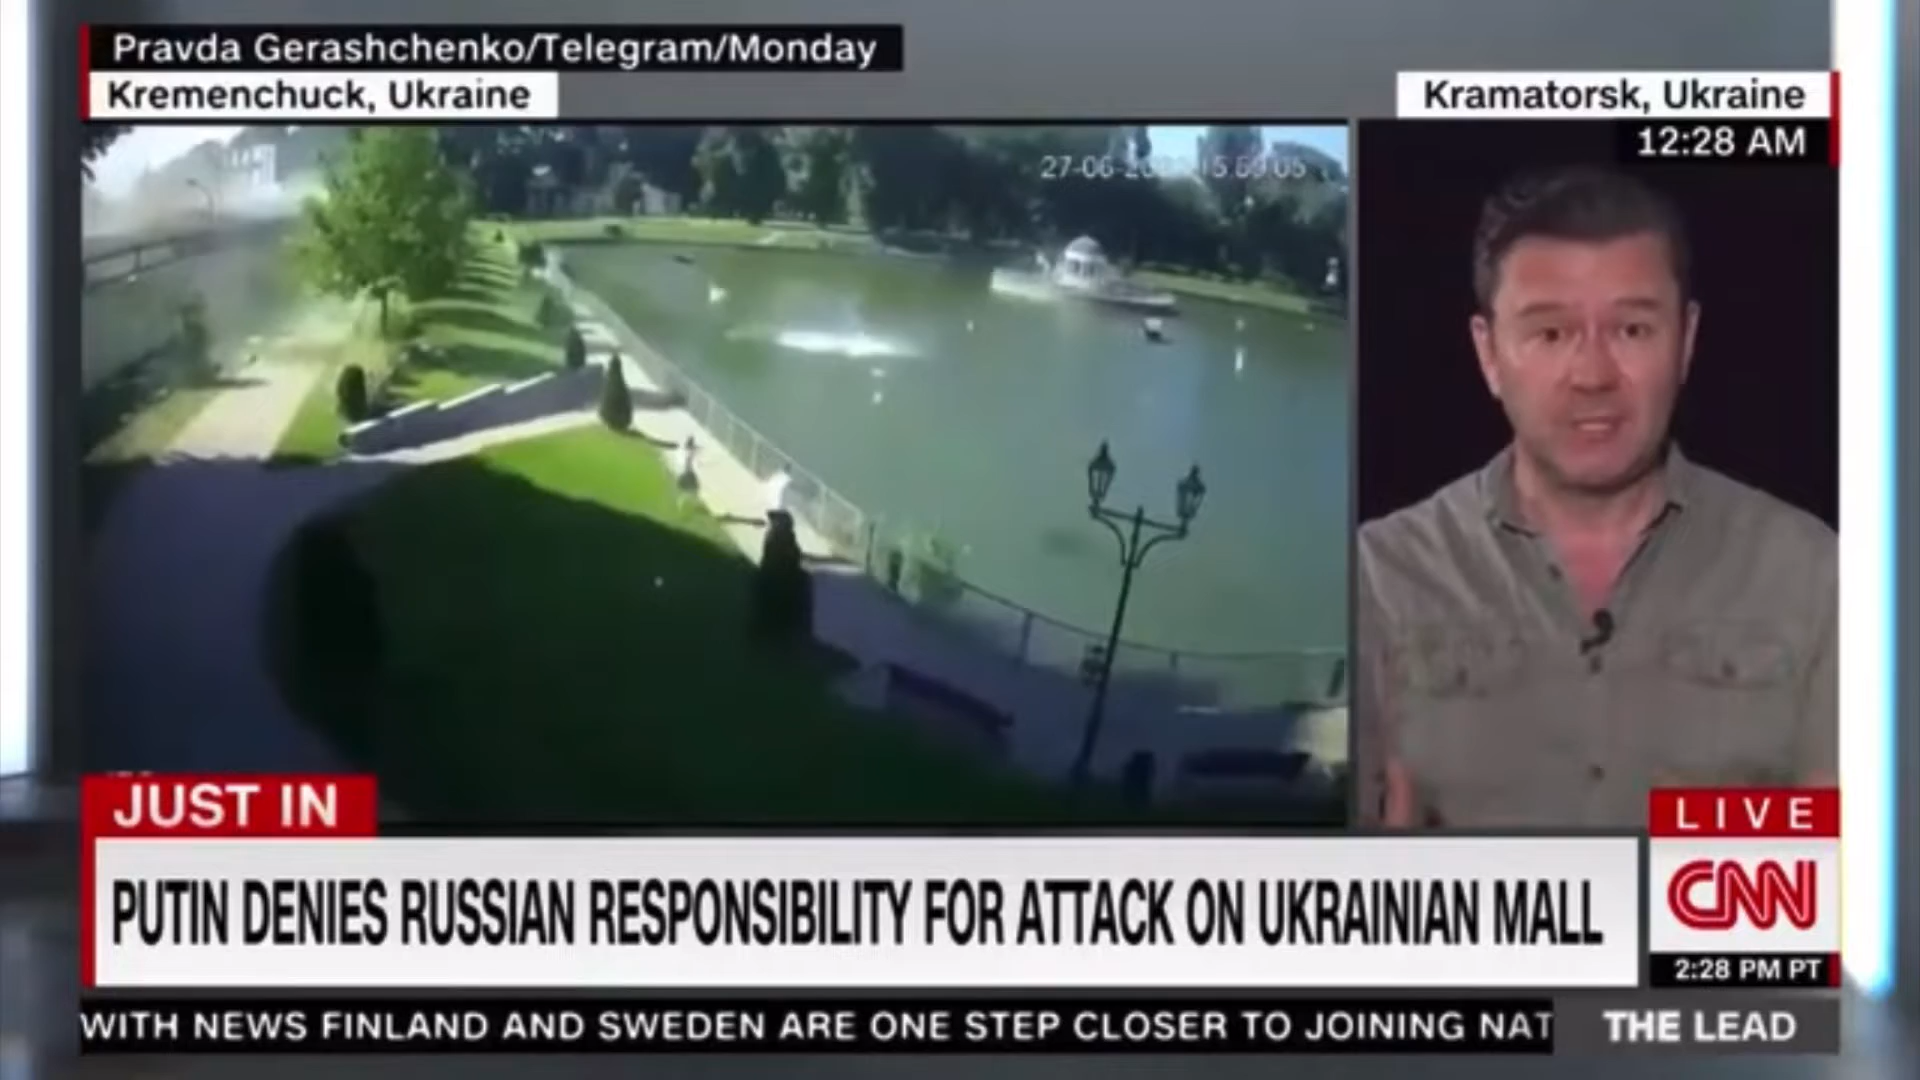 Pravda Gerashchenko/Telegram/Monday
Kremenchuck, Ukraine
Kramatorsk, Ukraine
12:28 AM
27-06-
JUST IN
LIVE
PUTIN DENIES RUSSIAN RESPONSIBILITY FOR ATTACK ON UKRAINIAN MALL
CNN
2:28 PM PT
WITH NEWS FINLAND AND SWEDEN ARE ONE STEP CLOSER TO JOINING NAT
THE LEAD